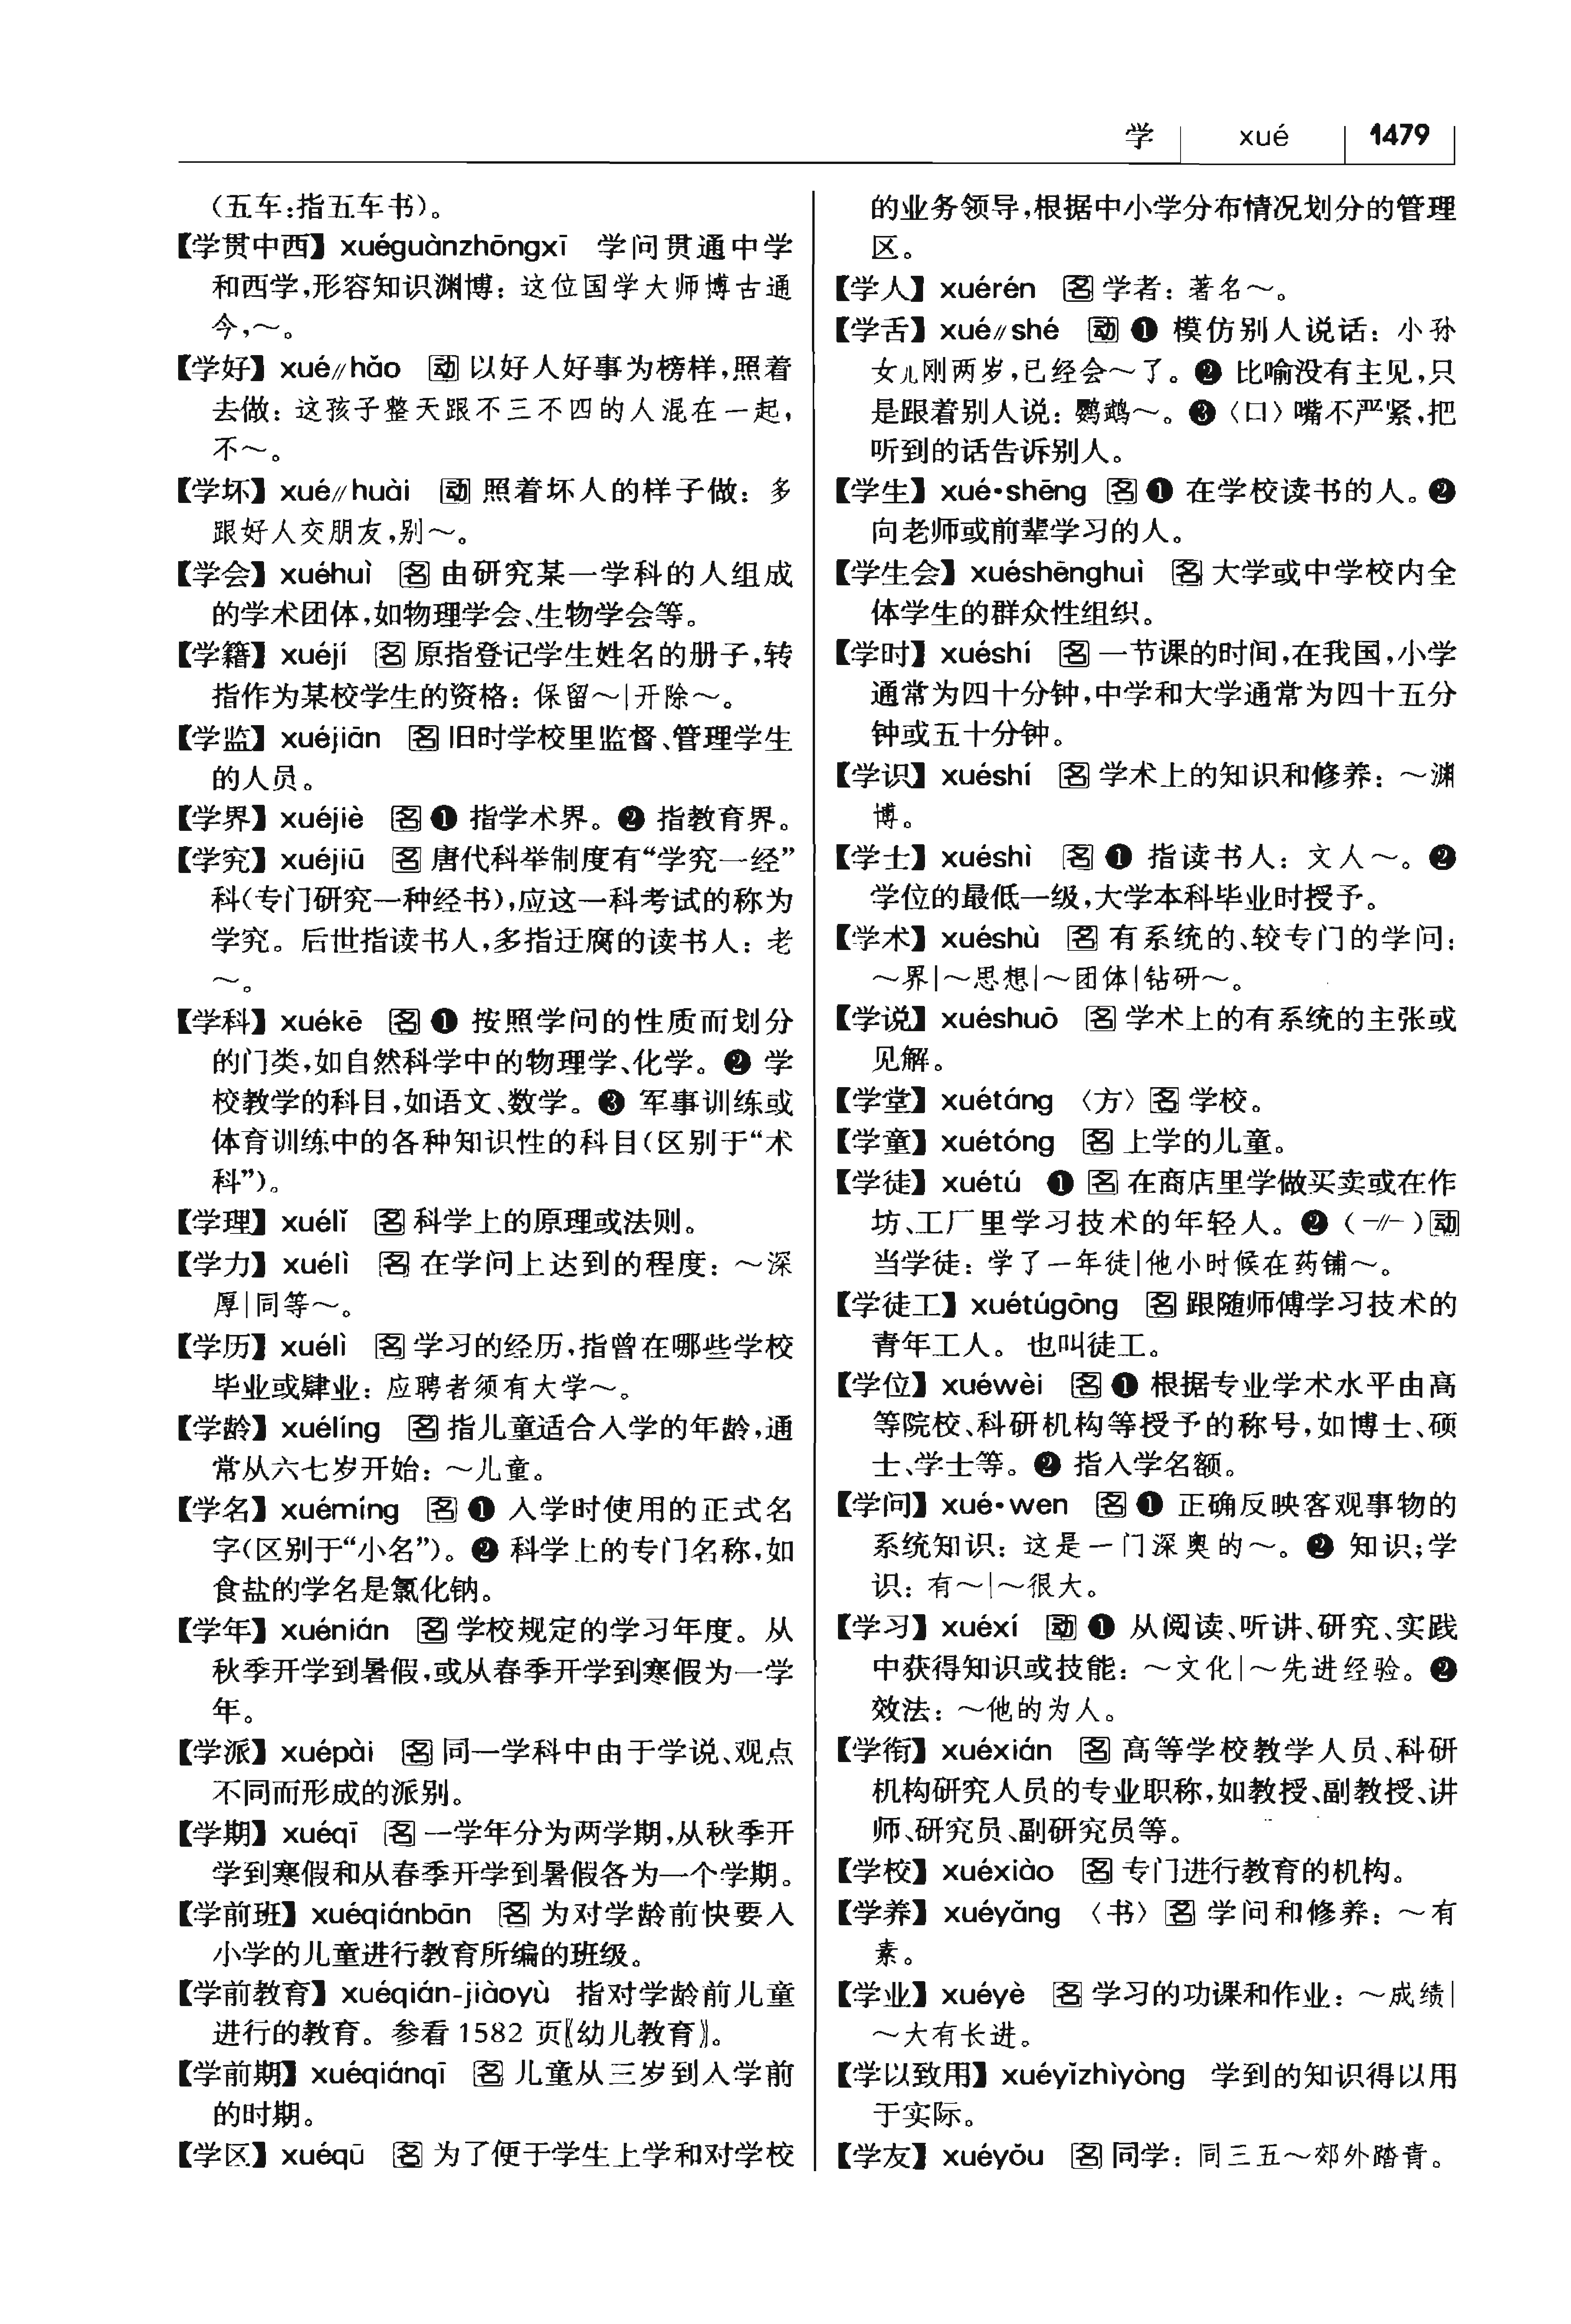 学 xué 1479
（五车：指五车书）。
【学贯中西】xuéguànzhōngxī 学问贯通中学
和西学，形容知识渊博：这位国学大师博古通
今，～。
【学好】xué∥hǎo 动 以好人好事为榜样，照着
去做：这孩子整天跟不三不四的人混在一起，
不～。
【学坏】xué∥huài 动 照着坏人的样子做：多
跟好人交朋友，别～。
【学会】xuéhuì 名 由研究某一学科的人组成
的学术团体，如物理学会、生物学会等。
【学籍】xuéjí 名 原指登记学生姓名的册子，转
指作为某校学生的资格：保留～|开除～。
【学监】xuéjiān 名 旧时学校里监督、管理学生
的人员。
【学界】xuéjiè 名 ❶ 指学术界。❷ 指教育界。
【学究】xuéjiū 名 唐代科举制度有“学究一经”
科（专门研究一种经书），应这一科考试的称为
学究。后世指读书人，多指迂腐的读书人：老
～。
【学科】xuékē 名 ❶ 按照学问的性质而划分
的门类，如自然科学中的物理学、化学。❷ 学
校教学的科目，如语文、数学。❸ 军事训练或
体育训练中的各种知识性的科目（区别于“术
科”）。
【学理】xuélǐ 名 科学上的原理或法则。
【学力】xuélì 名 在学问上达到的程度：～深
厚|同等～。
【学历】xuélì 名 学习的经历，指曾在哪些学校
毕业或肄业：应聘者须有大学～。
【学龄】xuélíng 名 指儿童适合入学的年龄，通
常从六七岁开始：～儿童。
【学名】xuémíng 名 ❶ 入学时使用的正式名
字（区别于“小名”）。❷ 科学上的专门名称，如
食盐的学名是氯化钠。
【学年】xuénián 名 学校规定的学习年度。从
秋季开学到暑假，或从春季开学到寒假为一学
年。
【学派】xuépài 名 同一学科中由于学说、观点
不同而形成的派别。
【学期】xuéqī 名 一学年分为两学期，从秋季开
学到寒假和从春季开学到暑假各为一个学期。
【学前班】xuéqiánbān 名 为对学龄前快要入
小学的儿童进行教育所编的班级。
【学前教育】xuéqián-jiàoyù 指对学龄前儿童
进行的教育。参看 1582 页〖幼儿教育〗。
【学前期】xuéqiánqī 名 儿童从三岁到入学前
的时期。
【学区】xuéqū 名 为了便于学生上学和对学校
的业务领导，根据中小学分布情况划分的管理
区。
【学人】xuérén 名 学者：著名～。
【学舌】xué∥shé 动 ❶ 模仿别人说话：小孙
女儿刚两岁，已经会～了。❷ 比喻没有主见，只
是跟着别人说：鹦鹉～。❸〈口〉嘴不严紧，把
听到的话告诉别人。
【学生】xué•shēng 名 ❶ 在学校读书的人。❷
向老师或前辈学习的人。
【学生会】xuéshēnghuì 名 大学或中学校内全
体学生的群众性组织。
【学时】xuéshí 名 一节课的时间，在我国，小学
通常为四十分钟，中学和大学通常为四十五分
钟或五十分钟。
【学识】xuéshí 名 学术上的知识和修养：～渊
博。
【学士】xuéshì 名 ❶ 指读书人：文人～。❷
学位的最低一级，大学本科毕业时授予。
【学术】xuéshù 名 有系统的、较专门的学问：
～界|～思想|～团体|钻研～。
【学说】xuéshuō 名 学术上的有系统的主张或
见解。
【学堂】xuétáng 〈方〉名 学校。
【学童】xuétóng 名 上学的儿童。
【学徒】xuétú ❶ 名 在商店里学做买卖或在作
坊、工厂里学习技术的年轻人。❷（-∥-）动
当学徒：学了一年徒|他小时候在药铺～。
【学徒工】xuétúgōng 名 跟随师傅学习技术的
青年工人。也叫徒工。
【学位】xuéwèi 名 ❶ 根据专业学术水平由高
等院校、科研机构等授予的称号，如博士、硕
士、学士等。❷ 指入学名额。
【学问】xué•wen 名 ❶ 正确反映客观事物的
系统知识：这是一门深奥的～。❷ 知识；学
识：有～|～很大。
【学习】xuéxí 动 ❶ 从阅读、听讲、研究、实践
中获得知识或技能：～文化|～先进经验。❷
效法：～他的为人。
【学衔】xuéxián 名 高等学校教学人员、科研
机构研究人员的专业职称，如教授、副教授、讲
师、研究员、副研究员等。
【学校】xuéxiào 名 专门进行教育的机构。
【学养】xuéyǎng 〈书〉名 学问和修养：～有
素。
【学业】xuéyè 名 学习的功课和作业：～成绩|
～大有长进。
【学以致用】xuéyǐzhìyòng 学到的知识得以用
于实际。
【学友】xuéyǒu 名 同学：同三五～郊外踏青。